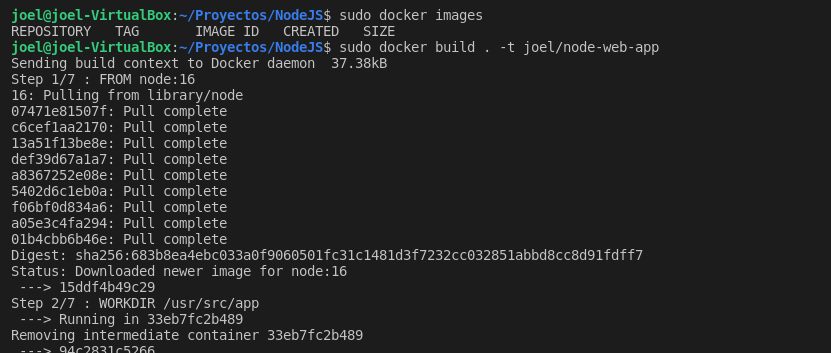 joel@joel-VirtualBox:~/Proyectos/NodeJS$ sudo docker images
REPOSITORY   TAG       IMAGE ID   CREATED   SIZE
joel@joel-VirtualBox:~/Proyectos/NodeJS$ sudo docker build . -t joel/node-web-app
Sending build context to Docker daemon  37.38kB
Step 1/7 : FROM node:16
16: Pulling from library/node
07471e81507f: Pull complete
c6cef1aa2170: Pull complete
13a51f13be8e: Pull complete
def39d67a1a7: Pull complete
a8367252e08e: Pull complete
5402d6c1eb0a: Pull complete
f06bf0d834a6: Pull complete
a05e3c4fa294: Pull complete
01b4cbb6b46e: Pull complete
Digest: sha256:683b8ea4ebc033a0f9060501fc31c1481d3f7232cc032851abbd8cc8d91fdff7
Status: Downloaded newer image for node:16
 ---> 15ddf4b49c29
Step 2/7 : WORKDIR /usr/src/app
 ---> Running in 33eb7fc2b489
Removing intermediate container 33eb7fc2b489
 ---> 94c2831c5266